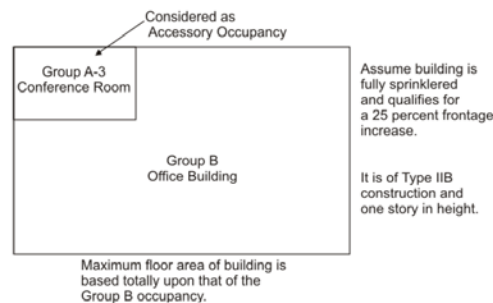 Considered as
Accessory Occupancy
Group A-3
Conference Room
Assume building is
fully sprinklered
and qualifies for
a 25 percent frontage
increase.
Group B
Office Building
It is of Type IIB
construction and
one story in height.
Maximum floor area of building is
based totally upon that of the
Group B occupancy.